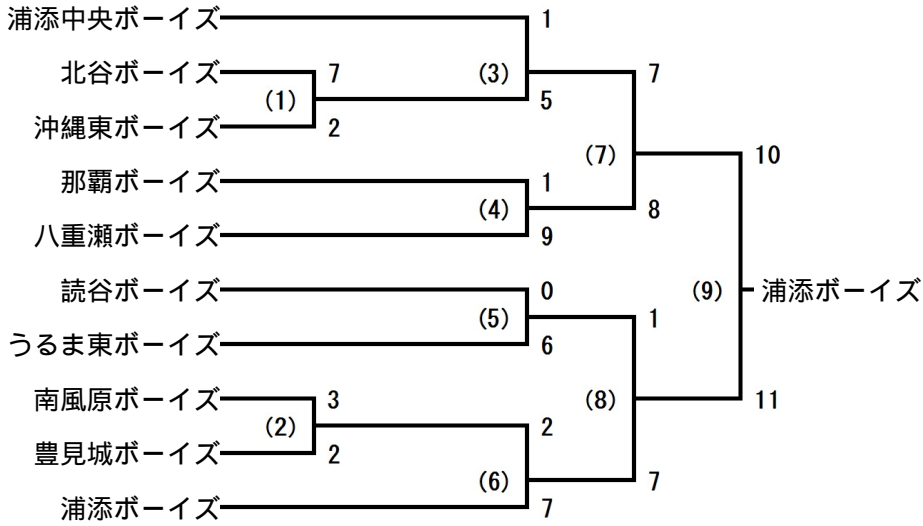 浦添中央ボーイズ 1
北谷ボーイズ 7 (3) 7
(1) 5
沖縄東ボーイズ 2
(7) 10
那覇ボーイズ 1
(4) 8
八重瀬ボーイズ 9
読谷ボーイズ 0 (9) 浦添ボーイズ
(5) 1
うるま東ボーイズ 6
南風原ボーイズ 3 (8) 11
(2) 2
豊見城ボーイズ 2
(6) 7
浦添ボーイズ 7